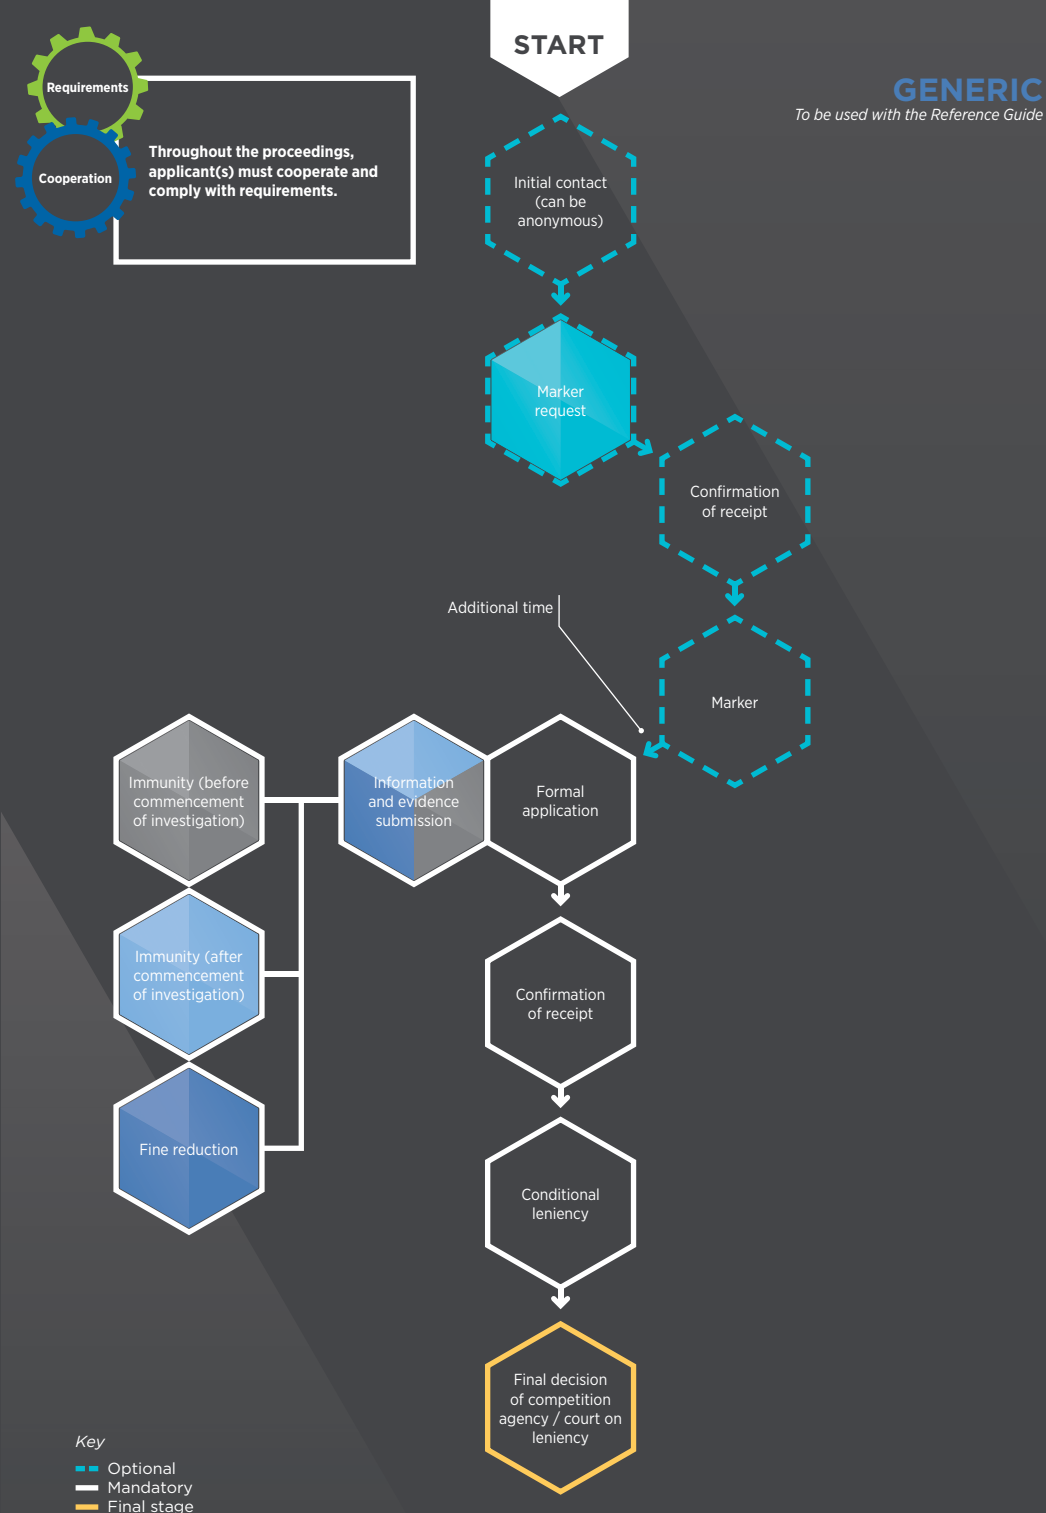 START
GENERIC
To be used with the Reference Guide
Requirements
Cooperation
Throughout the proceedings,
applicant(s) must cooperate and
comply with requirements.
Initial contact
(can be
anonymous)
Marker
request
Confirmation
of receipt
Additional time
Marker
Immunity (before
commencement
of investigation)
Information
and evidence
submission
Formal
application
Immunity (after
commencement
of investigation)
Confirmation
of receipt
Fine reduction
Conditional
leniency
Final decision
of competition
agency / court on
leniency
Key
Optional
Mandatory
Final stage